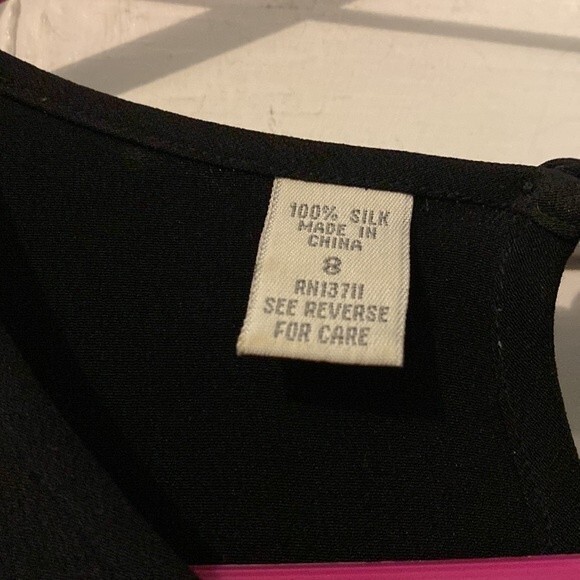 100% SILK
MADE IN
CHINA
8
RN13711
SEE REVERSE
FOR CARE